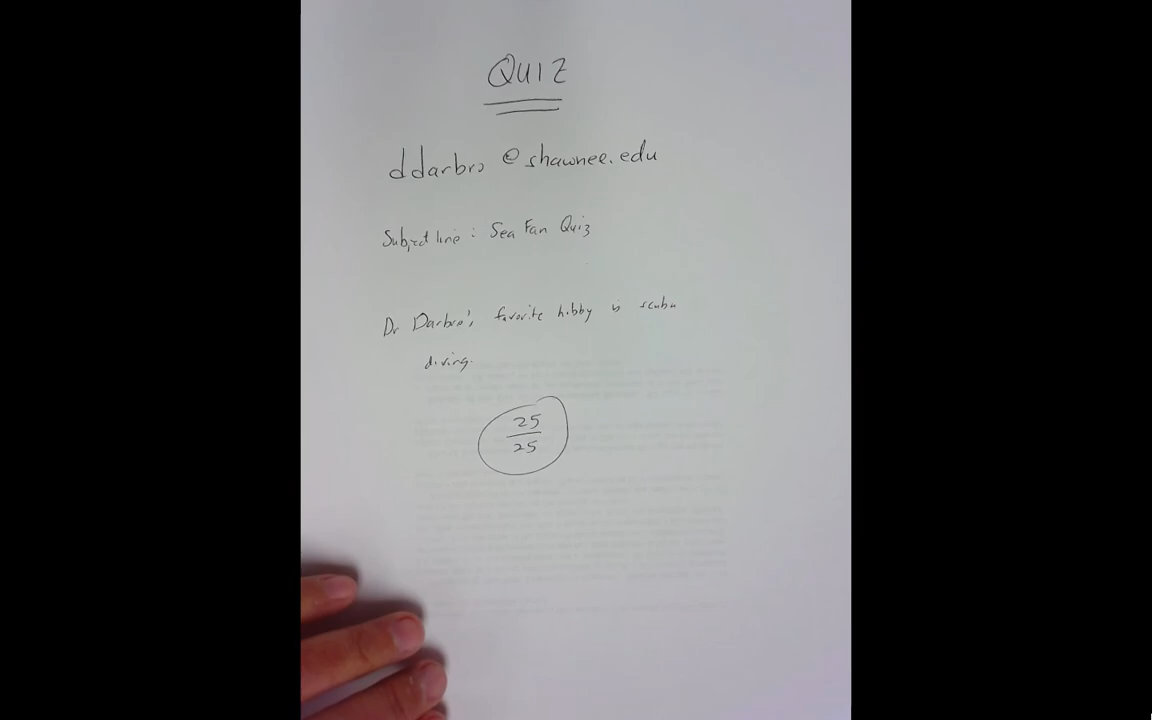 QUIZ
ddarbro @ shawnee.edu
Subject line : Sea Fan Quiz
Dr Darbro's favorite hobby is scuba
diving.
25
25